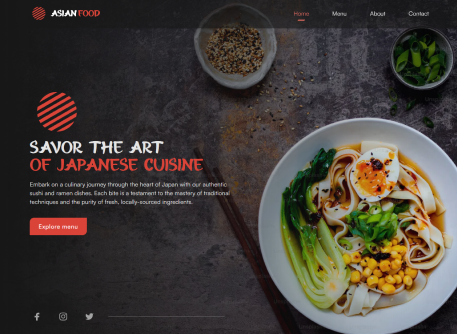 ASIAN FOOD
Home Menu About Contact
SAVOR THE ART
OF JAPANESE CUISINE
Embark on a culinary journey through the heart of Japan with our authentic
sushi and ramen dishes. Each bite is a testament to the mastery of traditional
techniques and the purity of fresh, locally-sourced ingredients.
Explore menu